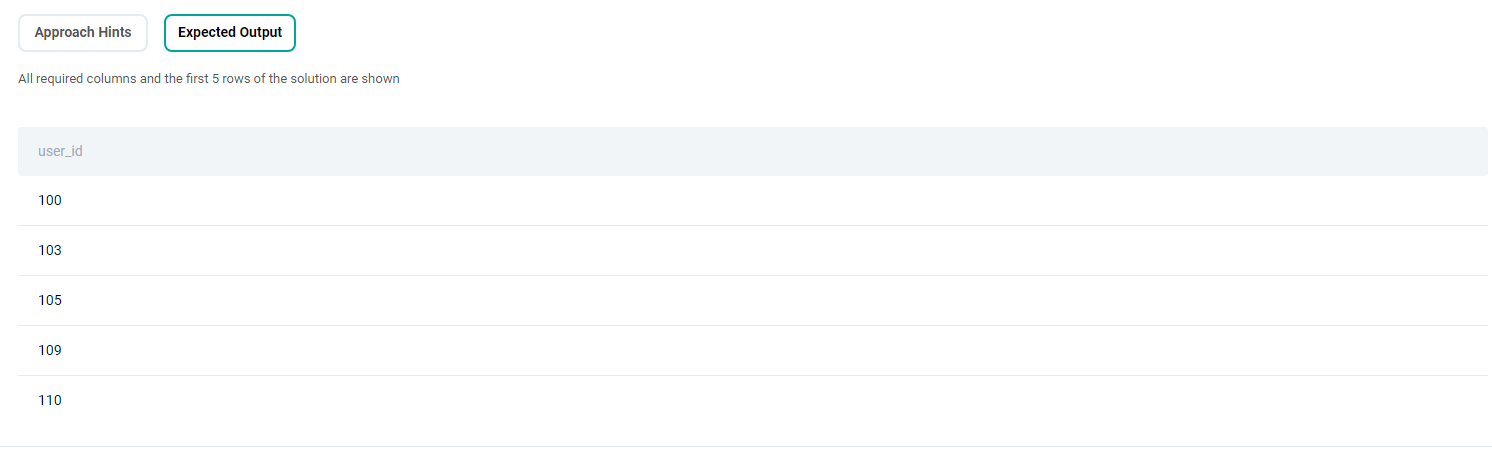 Approach Hints
Expected Output
All required columns and the first 5 rows of the solution are shown
user_id
100
103
105
109
110